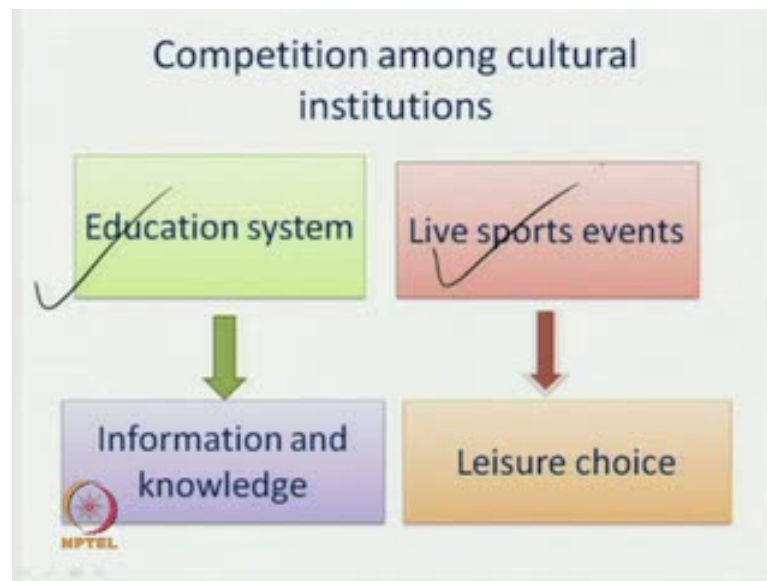 Competition among cultural
institutions
Education system
Live sports events
Information and
knowledge
Leisure choice
NPTEL